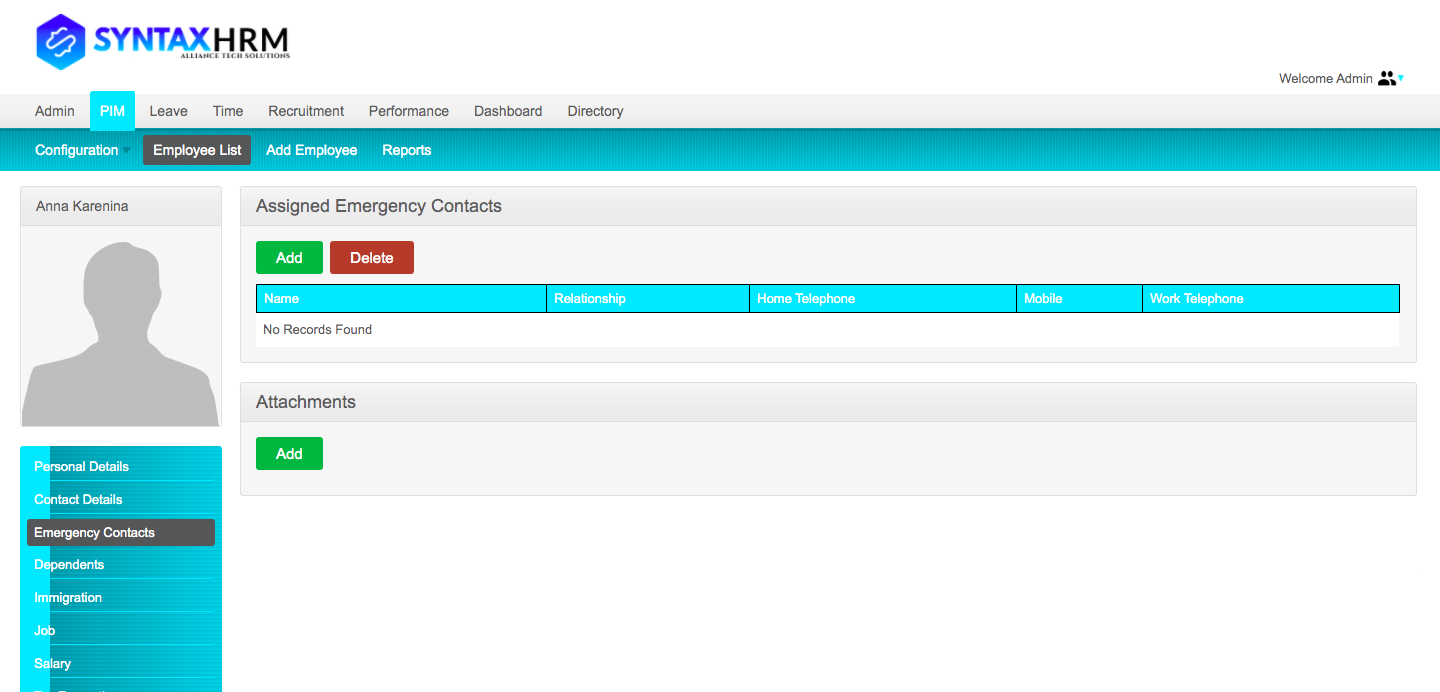 SYNTAXHRM
ALLIANCE TECH SOLUTIONS
Welcome Admin
Admin PIM Leave Time Recruitment Performance Dashboard Directory
Configuration Employee List Add Employee Reports
Anna Karenina
Assigned Emergency Contacts
Add Delete
Name Relationship Home Telephone Mobile Work Telephone
No Records Found
Attachments
Add
Personal Details
Contact Details
Emergency Contacts
Dependents
Immigration
Job
Salary